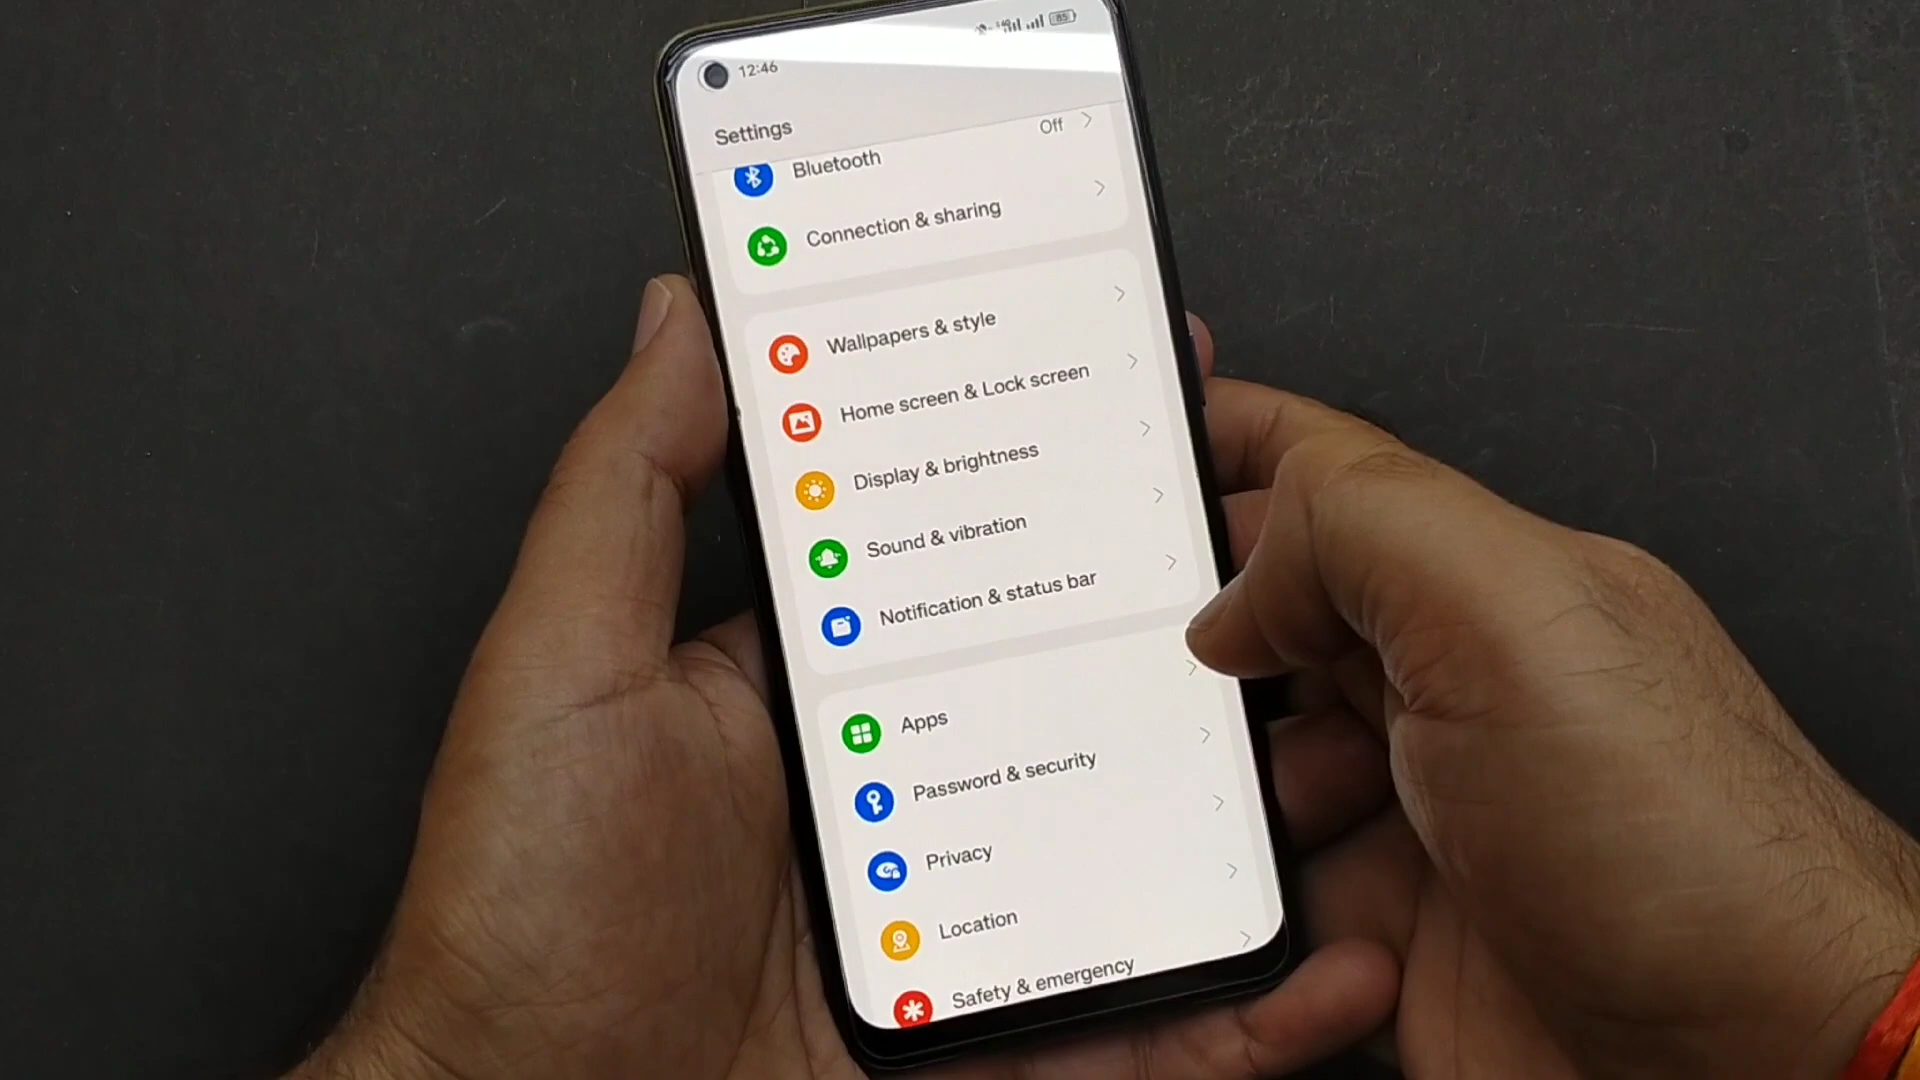 12:46
85
Settings
Bluetooth
Off
Connection & sharing
Wallpapers & style
Home screen & Lock screen
Display & brightness
Sound & vibration
Notification & status bar
Apps
Password & security
Privacy
Location
Safety & emergency